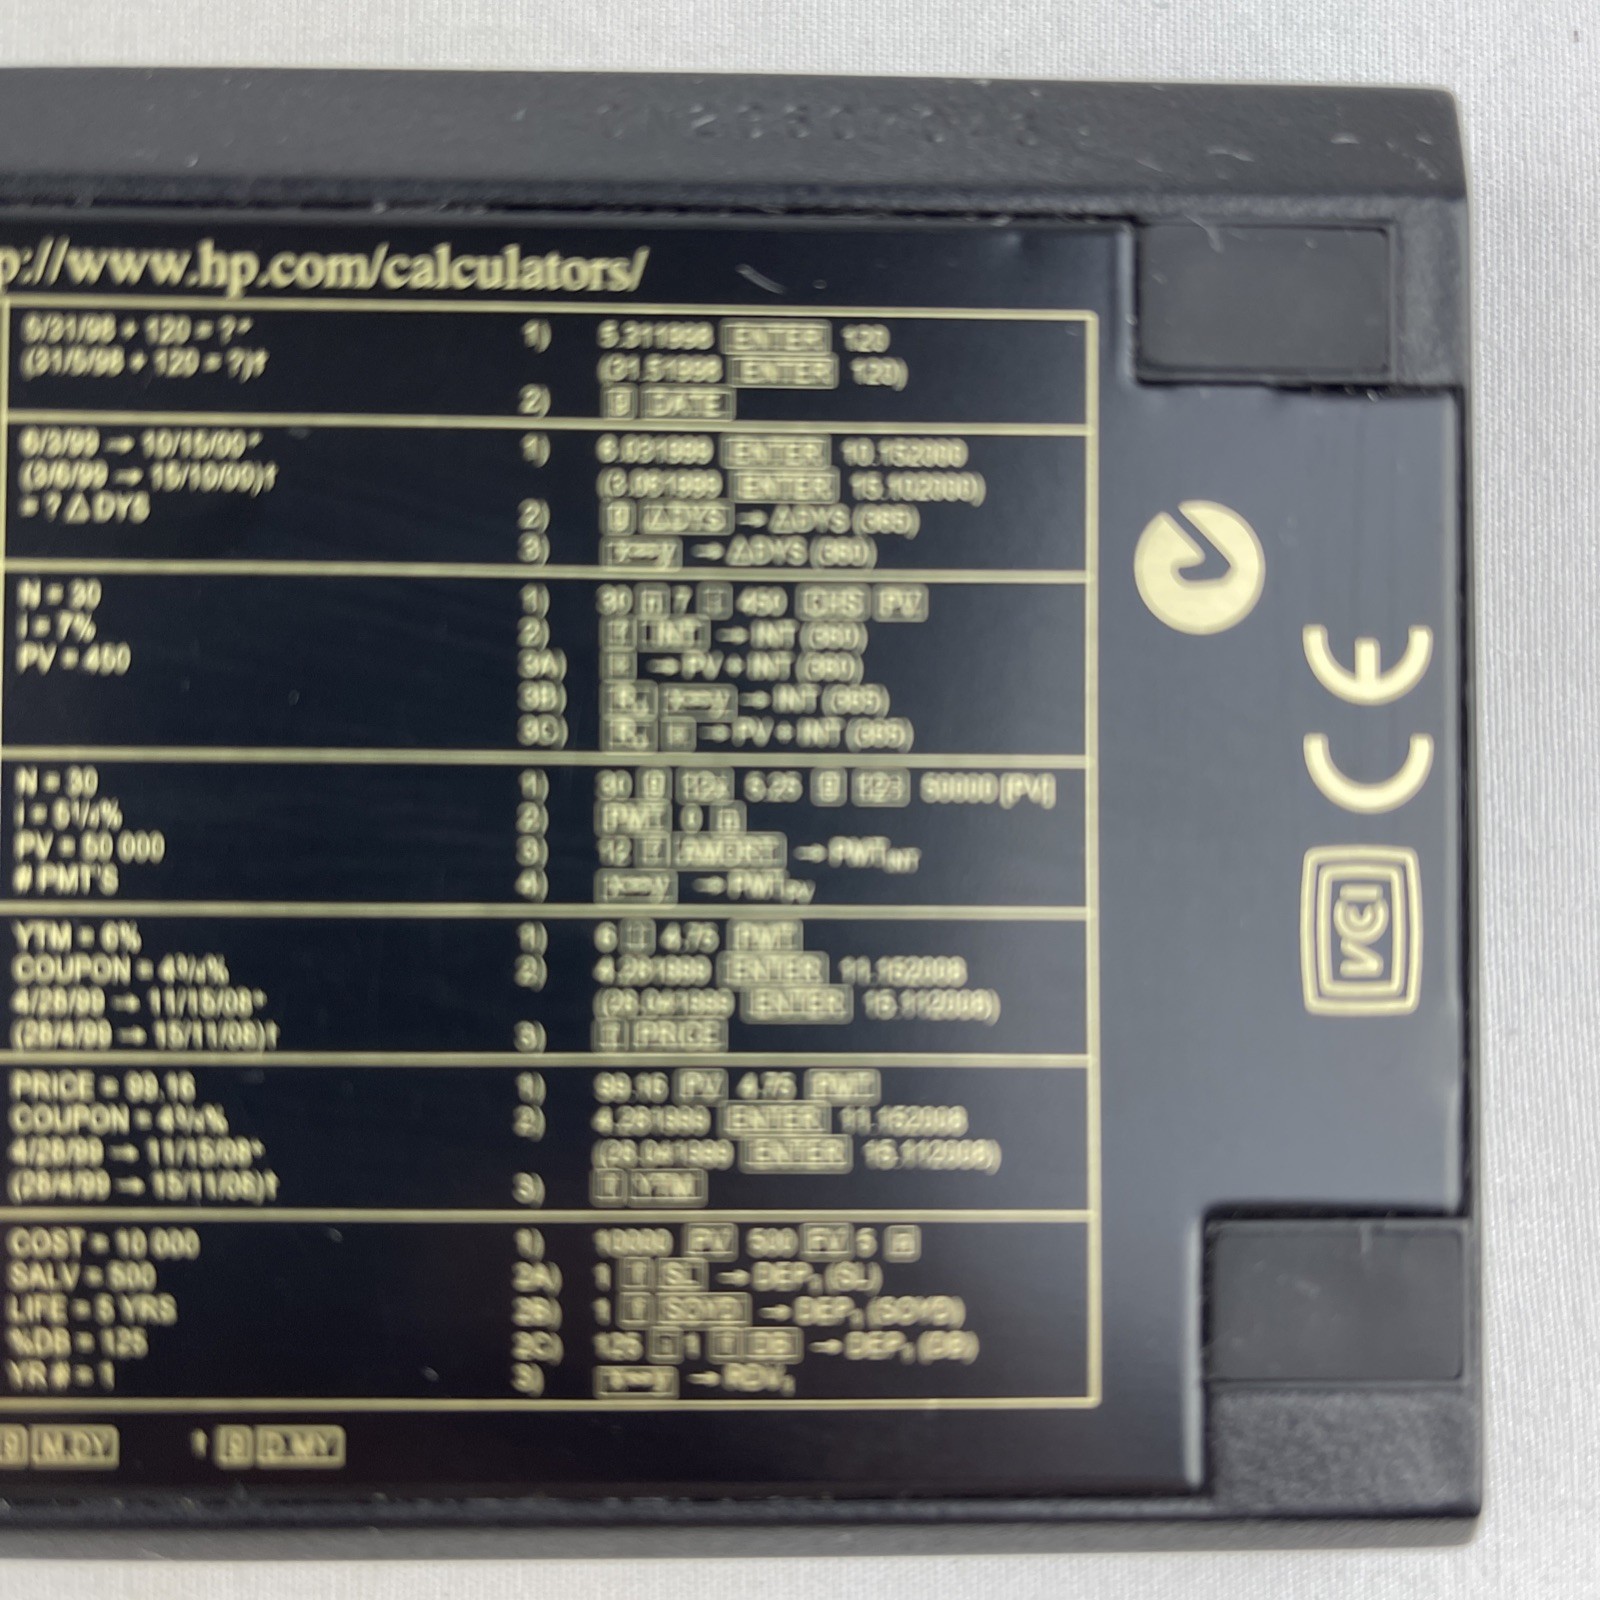 p://www.hp.com/calculators/
5/31/98 + 120 = ?*
(31/5/98 + 120 = ?)†
1) 5.311998 ENTER 120
(31.51998 ENTER 120)
2) g DATE
6/3/99 → 10/15/00*
(3/6/99 → 15/10/00)†
= ? ΔDYS
1) 6.031999 ENTER 10.152000
(3.061999 ENTER 15.102000)
2) g ΔDYS → ΔDYS (365)
3) x↔y → ΔDYS (360)
N = 30
i = 7%
PV = 450
1) 30 n 7 i 450 CHS PV
2) f INT → INT (360)
3A) + → PV + INT (360)
3B) R↓ x↔y → INT (365)
3C) R↓ + → PV + INT (365)
N = 30
i = 5¼%
PV = 50 000
# PMT'S
1) 30 g 12x 5.25 g 12÷ 50000 [PV]
2) PMT 0 n
3) 12 f AMORT → PMT INT
4) x↔y → PMT PV
YTM = 6%
COUPON = 4¾%
4/28/99 → 11/15/08*
(28/4/99 → 15/11/08)†
1) 6 i 4.75 PMT
2) 4.281999 ENTER 11.152008
(28.041999 ENTER 15.112008)
3) f PRICE
PRICE = 99.16
COUPON = 4¾%
4/28/99 → 11/15/08*
(28/4/99 → 15/11/08)†
1) 99.16 PV 4.75 PMT
2) 4.281999 ENTER 11.152008
(28.041999 ENTER 15.112008)
3) f YTM
COST = 10 000
SALV = 500
LIFE = 5 YRS
%DB = 125
YR # = 1
1) 10000 PV 500 FV 5 n
2A) 1 f SL → DEP₁ (SL)
2B) 1 f SOYD → DEP₁ (SOYD)
2C) 125 i 1 f DB → DEP₁ (DB)
3) x↔y → RDV₁
g M.DY † g D.MY
CE
VCI